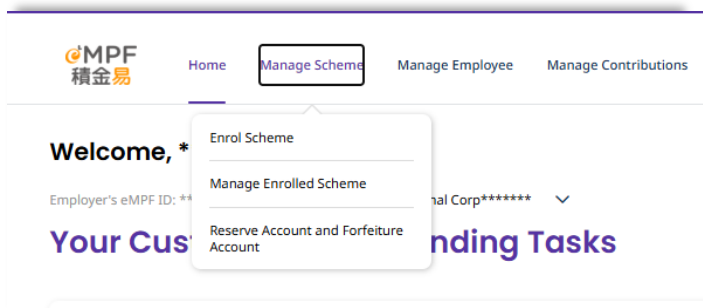 eMPF
積金易
Home
Manage Scheme
Manage Employee
Manage Contributions
Enrol Scheme
Manage Enrolled Scheme
Reserve Account and Forfeiture
Account
Welcome, *
Employer's eMPF ID: ** nal Corp*******
Your Cus nding Tasks